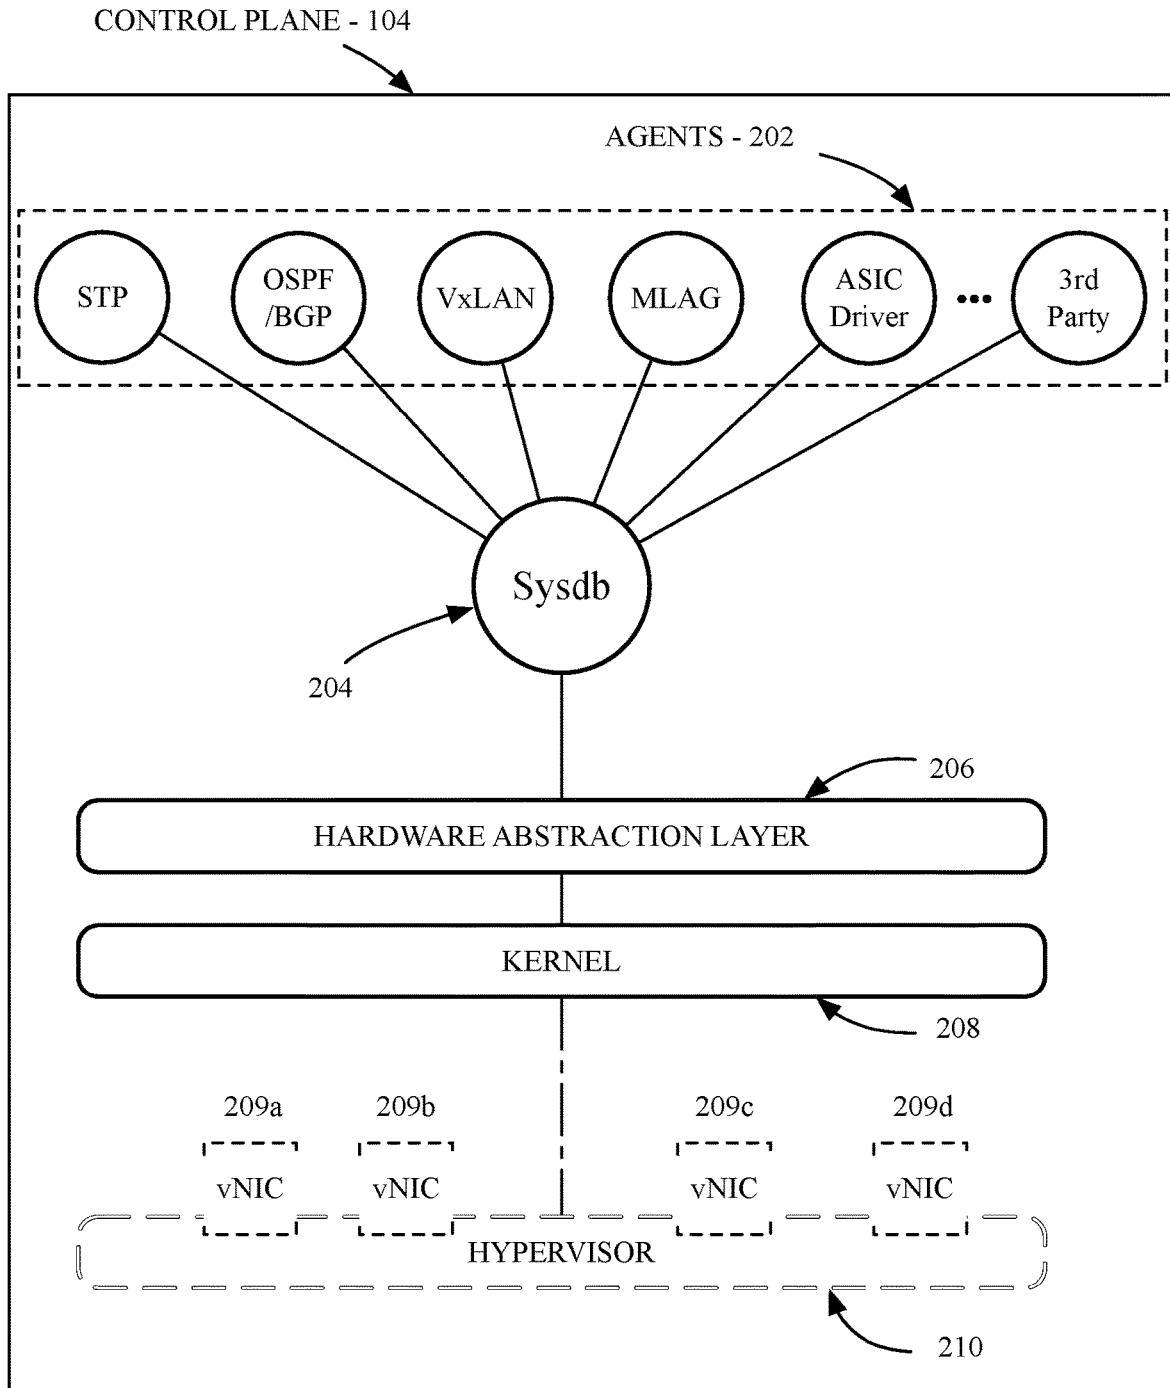 CONTROL PLANE - 104
AGENTS - 202
STP
OSPF
/BGP
VxLAN
MLAG
ASIC
Driver
•••
3rd
Party
Sysdb
204
206
HARDWARE ABSTRACTION LAYER
KERNEL
208
209a
209b
209c
209d
vNIC
vNIC
vNIC
vNIC
HYPERVISOR
210